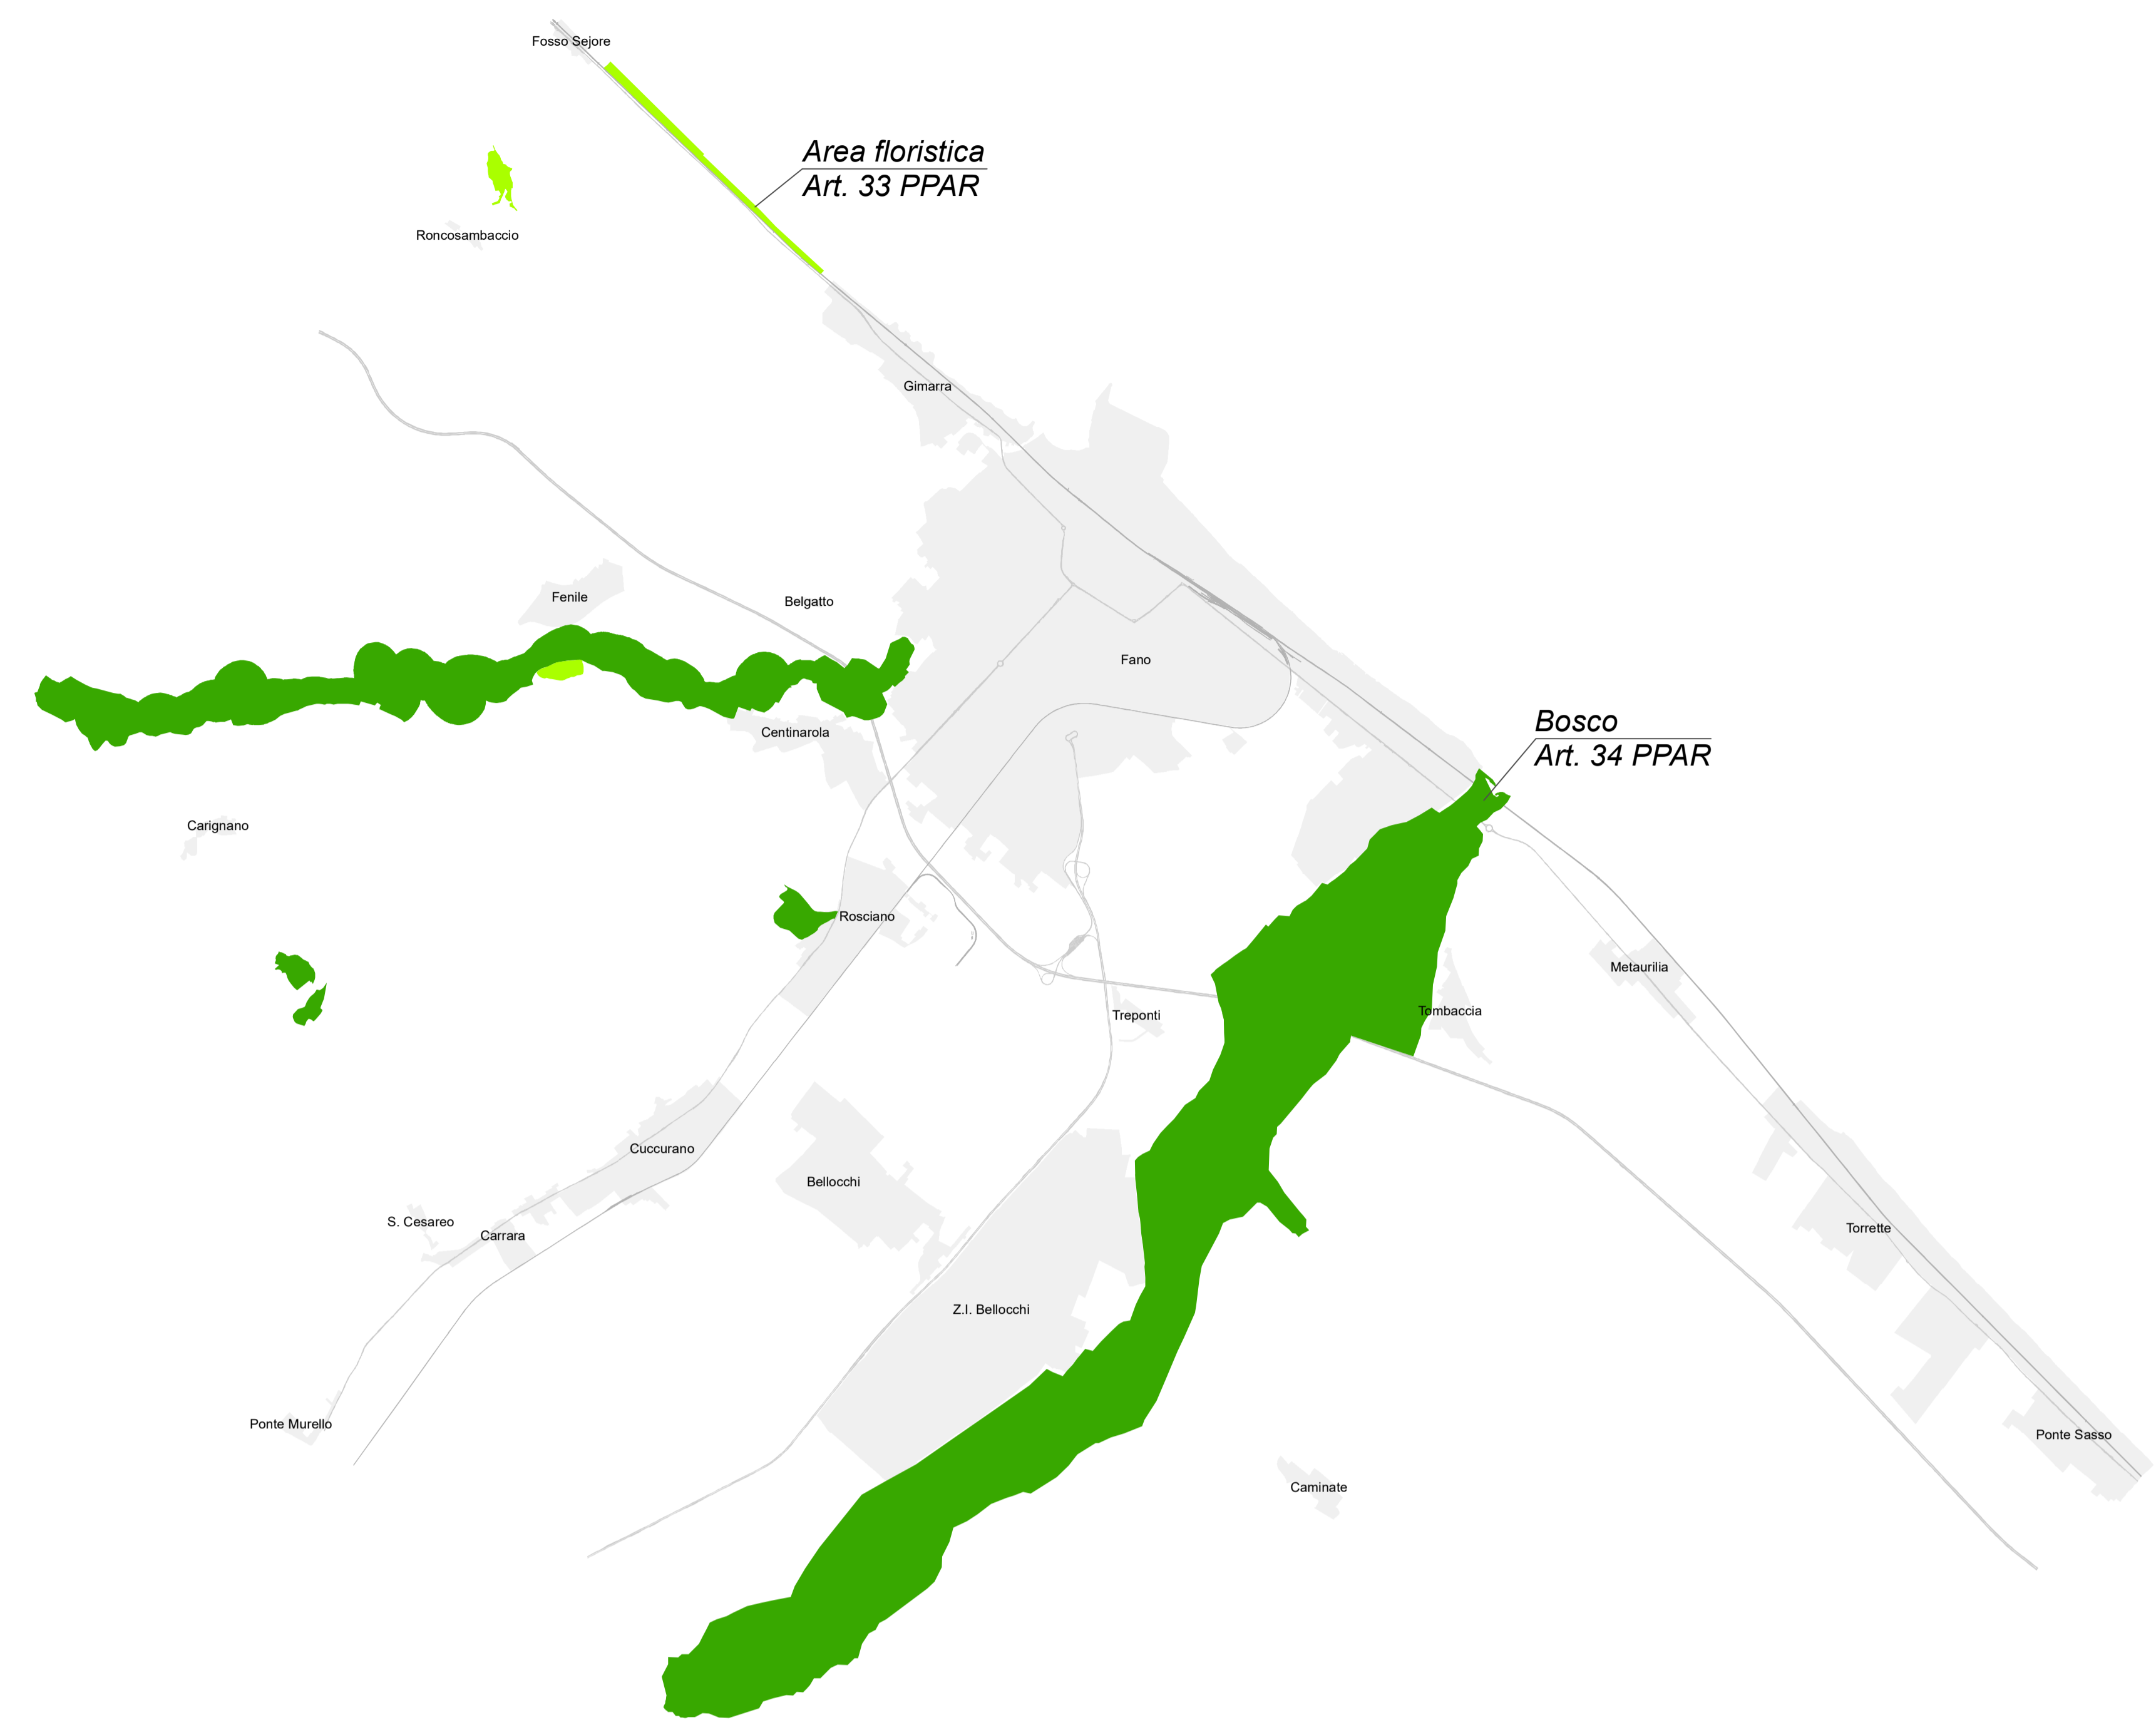 Fosso Sejore
Area floristica
Art. 33 PPAR
Roncosambaccio
Gimarra
Fenile
Belgatto
Fano
Bosco
Art. 34 PPAR
Centinarola
Carignano
Rosciano
Metaurilia
Tombaccia
Treponti
Cuccurano
Bellocchi
S. Cesareo
Carrara
Torrette
Z.I. Bellocchi
Ponte Murello
Ponte Sasso
Caminate